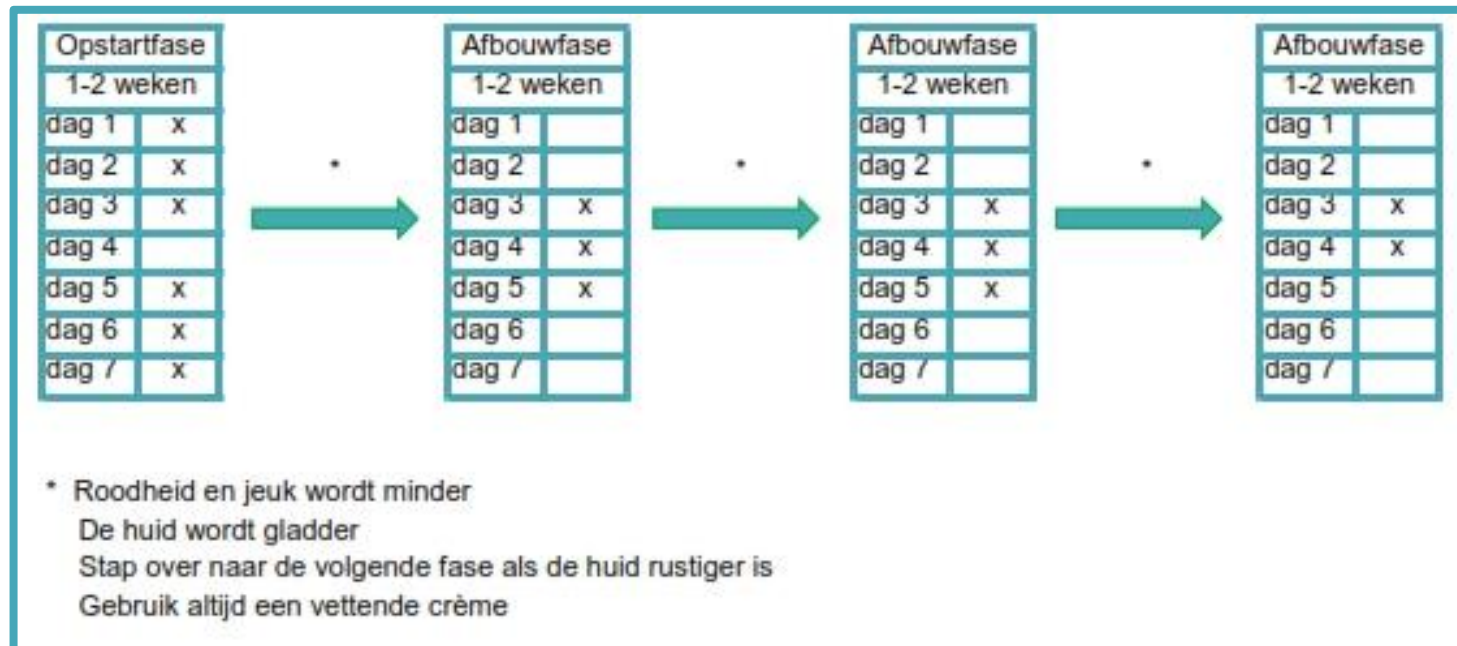 Opstartfase Afbouwfase Afbouwfase Afbouwfase
1-2 weken 1-2 weken 1-2 weken 1-2 weken
dag 1 x dag 1 dag 1 dag 1
dag 2 x * dag 2 * dag 2 * dag 2
dag 3 x dag 3 x dag 3 x dag 3 x
dag 4 dag 4 x dag 4 x dag 4 x
dag 5 x dag 5 x dag 5 x dag 5
dag 6 x dag 6 dag 6 dag 6
dag 7 x dag 7 dag 7 dag 7
* Roodheid en jeuk wordt minder
De huid wordt gladder
Stap over naar de volgende fase als de huid rustiger is
Gebruik altijd een vettende crème